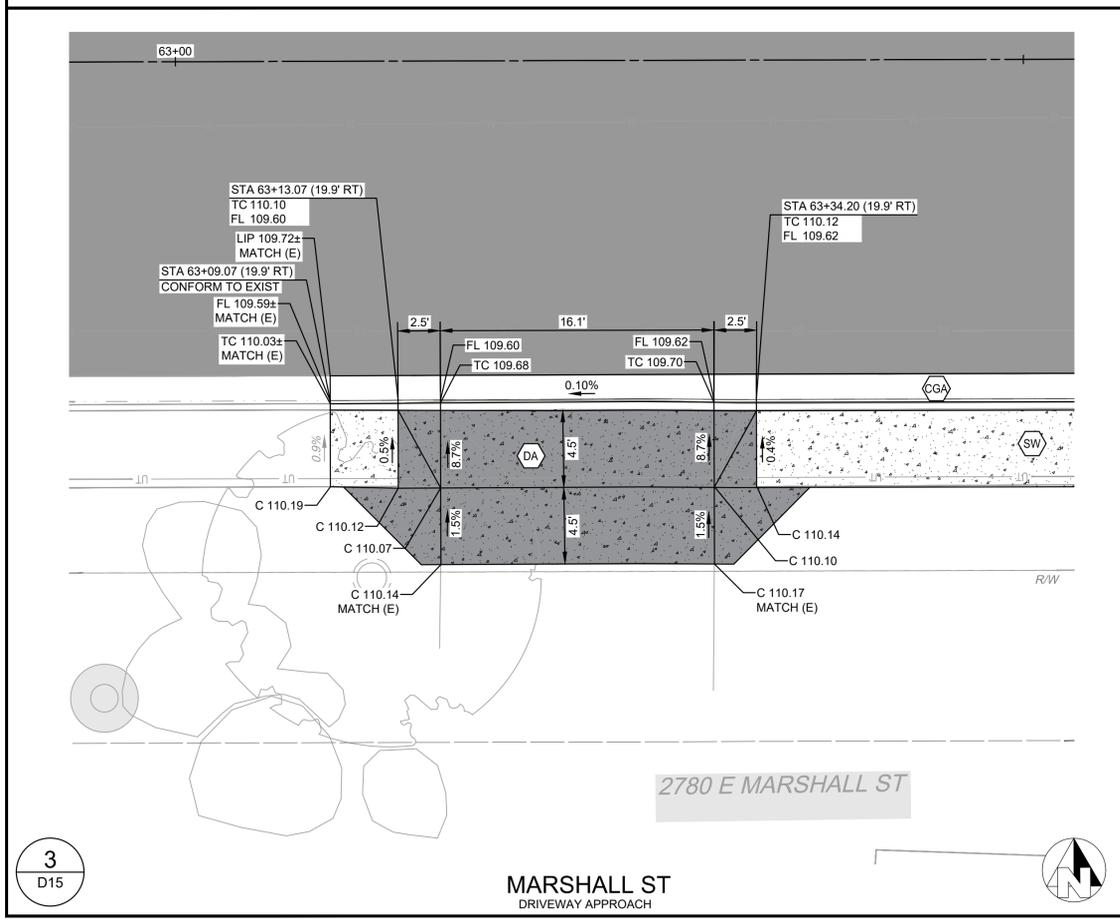 63+00
STA 63+13.07 (19.9' RT)
TC 110.10
FL 109.60
LIP 109.72±
MATCH (E)
STA 63+09.07 (19.9' RT)
CONFORM TO EXIST
FL 109.59±
MATCH (E)
TC 110.03±
MATCH (E)
STA 63+34.20 (19.9' RT)
TC 110.12
FL 109.62
2.5'
16.1'
2.5'
FL 109.60
TC 109.68
FL 109.62
TC 109.70
0.10%
CGA
0.9%
0.5%
8.7%
DA
4.5'
8.7%
0.4%
SW
UT
UT
UT
UT
C 110.19
C 110.12
C 110.07
1.5%
4.5'
1.5%
C 110.14
C 110.10
C 110.14
MATCH (E)
C 110.17
MATCH (E)
R/W
2780 E MARSHALL ST
3
D15
MARSHALL ST
DRIVEWAY APPROACH
N